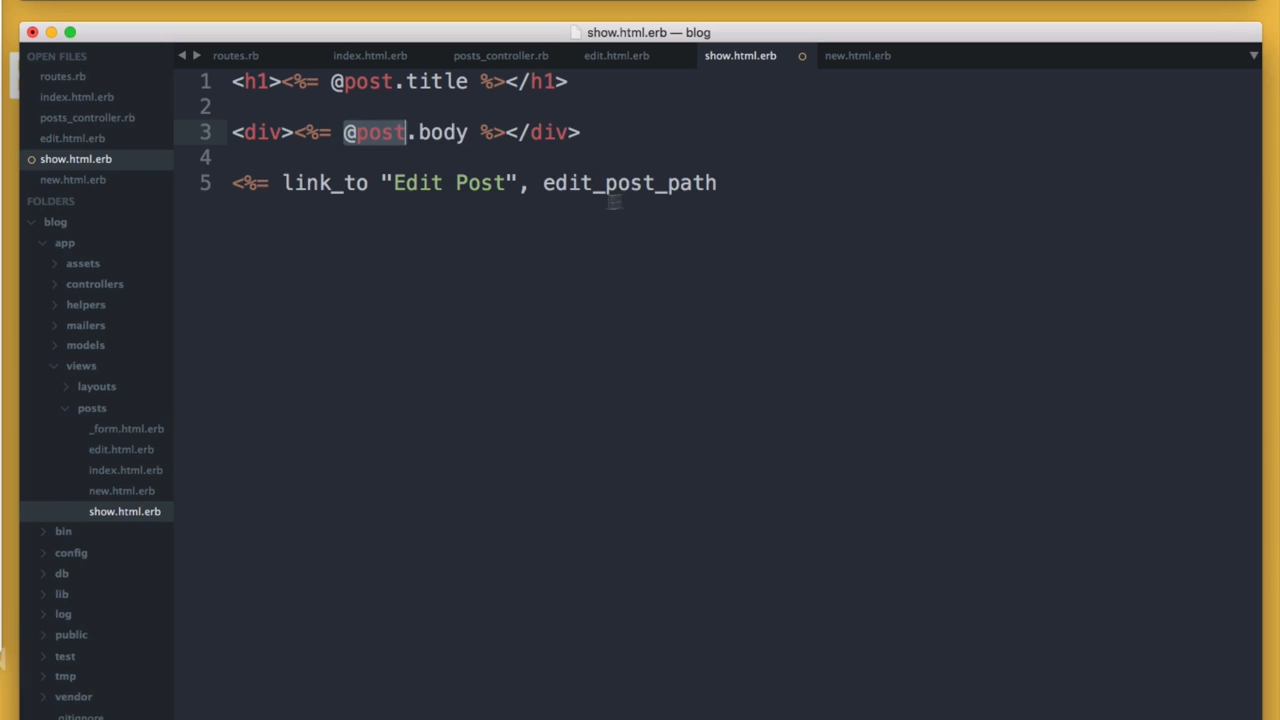 show.html.erb — blog
OPEN FILES
routes.rb
index.html.erb
posts_controller.rb
edit.html.erb
show.html.erb
new.html.erb
FOLDERS
blog
app
assets
controllers
helpers
mailers
models
views
layouts
posts
_form.html.erb
edit.html.erb
index.html.erb
new.html.erb
show.html.erb
bin
config
db
lib
log
public
test
tmp
vendor
.gitignore
routes.rb index.html.erb posts_controller.rb edit.html.erb show.html.erb new.html.erb
1 <h1><%= @post.title %></h1>
2
3 <div><%= @post.body %></div>
4
5 <%= link_to "Edit Post", edit_post_path